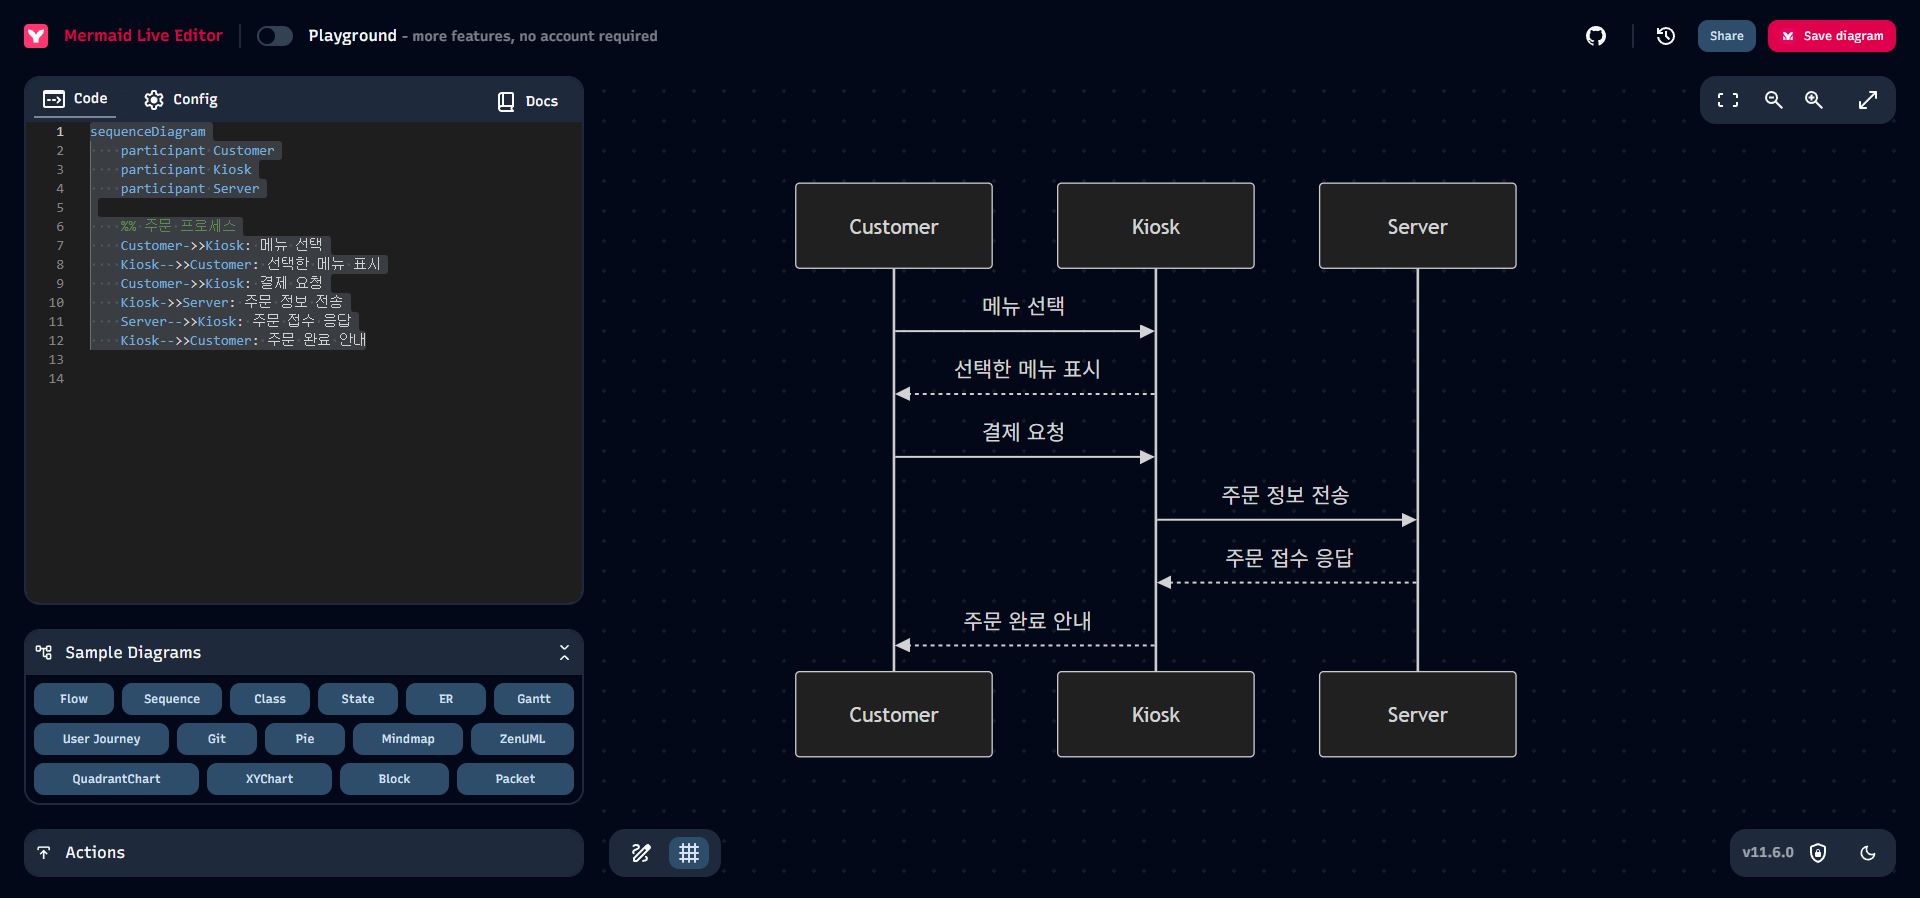 Mermaid Live Editor
Playground - more features, no account required
Share
Save diagram
Code
Config
Docs
1 sequenceDiagram
2 participant Customer
3 participant Kiosk
4 participant Server
5
6 %% 주문 프로세스
7 Customer->>Kiosk: 메뉴 선택
8 Kiosk-->>Customer: 선택한 메뉴 표시
9 Customer->>Kiosk: 결제 요청
10 Kiosk->>Server: 주문 정보 전송
11 Server-->>Kiosk: 주문 접수 응답
12 Kiosk-->>Customer: 주문 완료 안내
13
14
Sample Diagrams
Flow
Sequence
Class
State
ER
Gantt
User Journey
Git
Pie
Mindmap
ZenUML
QuadrantChart
XYChart
Block
Packet
Actions
Customer
Kiosk
Server
메뉴 선택
선택한 메뉴 표시
결제 요청
주문 정보 전송
주문 접수 응답
주문 완료 안내
Customer
Kiosk
Server
v11.6.0